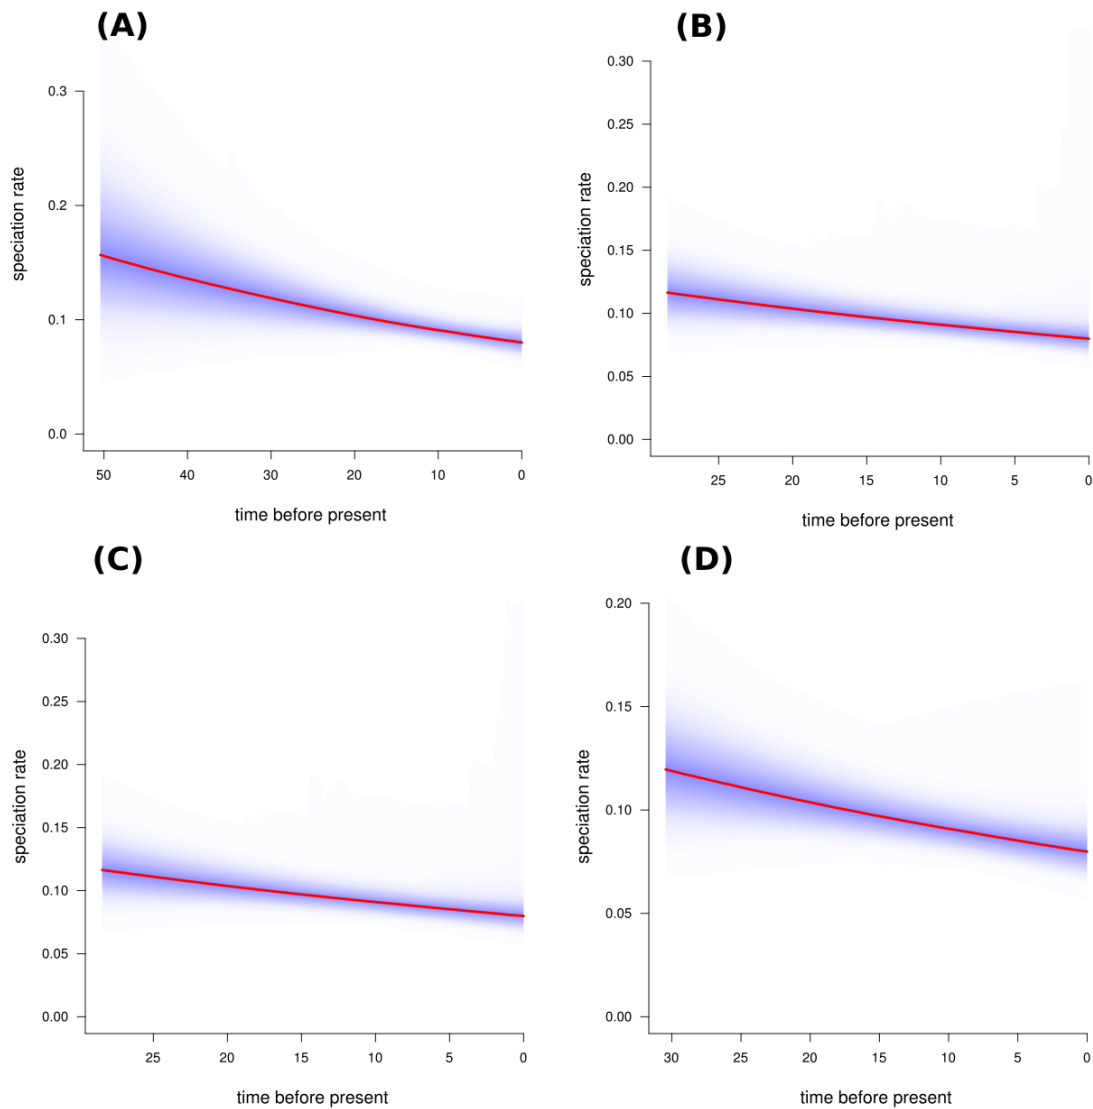 (A)
0.3
0.2
0.1
0.0
speciation rate
50 40 30 20 10 0
time before present
(B)
0.30
0.25
0.20
0.15
0.10
0.05
0.00
speciation rate
25 20 15 10 5 0
time before present
(C)
0.30
0.25
0.20
0.15
0.10
0.05
0.00
speciation rate
25 20 15 10 5 0
time before present
(D)
0.20
0.15
0.10
0.05
0.00
speciation rate
30 25 20 15 10 5 0
time before present